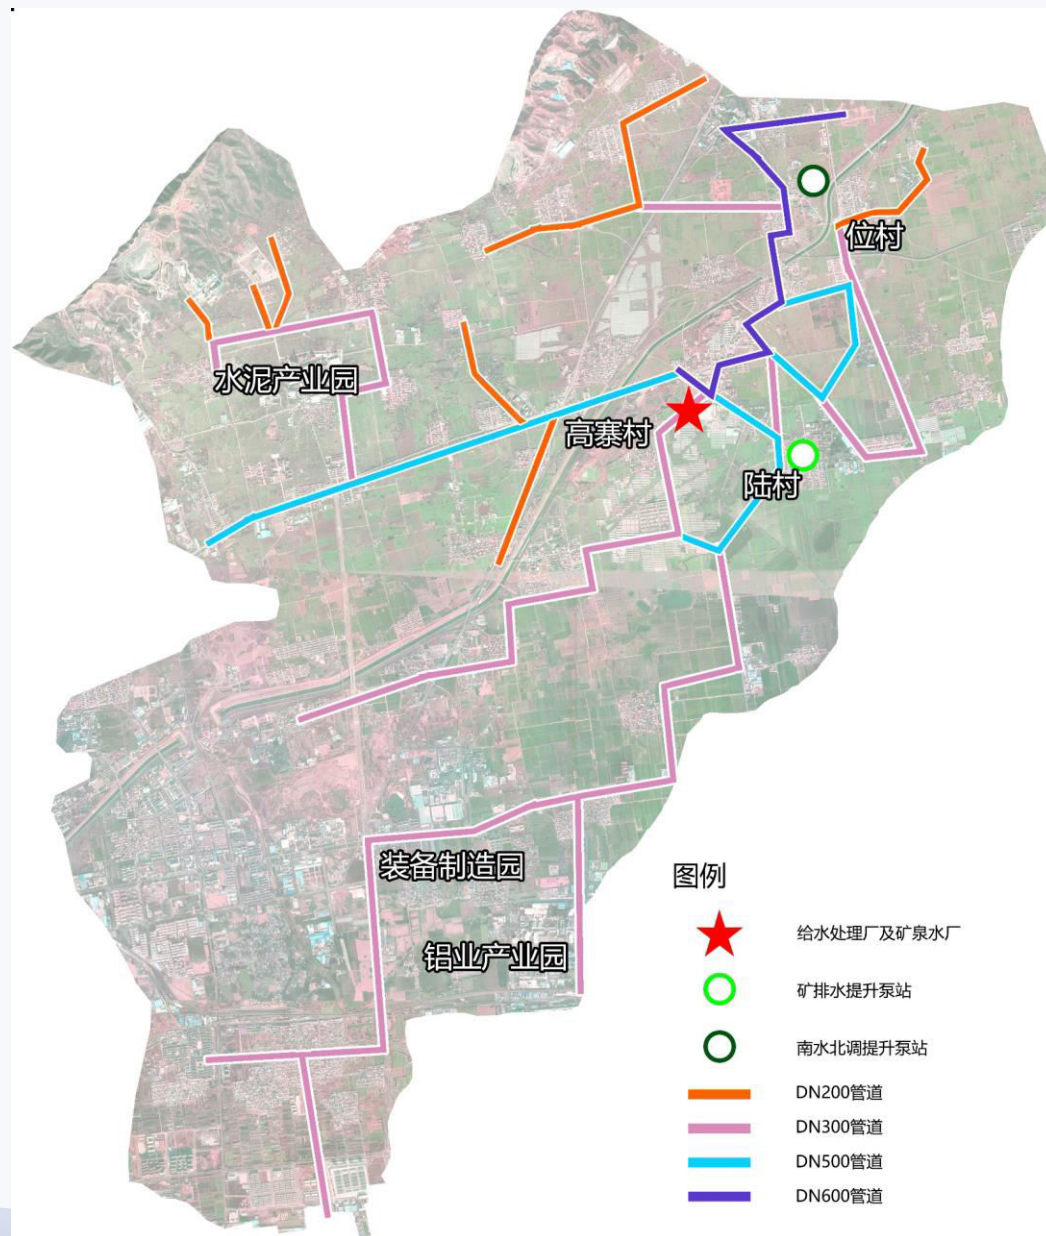 位村
水泥产业园
高寨村
陆村
装备制造园
铝业产业园
图例
给水处理厂及矿泉水厂
矿排水提升泵站
南水北调提升泵站
DN200管道
DN300管道
DN500管道
DN600管道